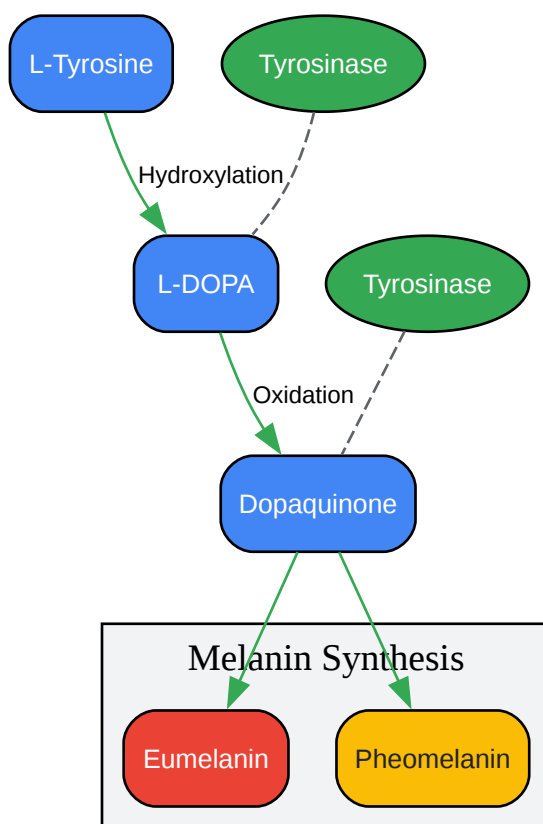 L-Tyrosine
Tyrosinase
Hydroxylation
L-DOPA
Tyrosinase
Oxidation
Dopaquinone
Melanin Synthesis
Eumelanin
Pheomelanin